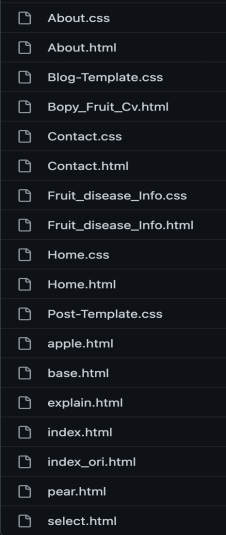 About.css
About.html
Blog-Template.css
Bopy_Fruit_Cv.html
Contact.css
Contact.html
Fruit_disease_Info.css
Fruit_disease_Info.html
Home.css
Home.html
Post-Template.css
apple.html
base.html
explain.html
index.html
index_ori.html
pear.html
select.html